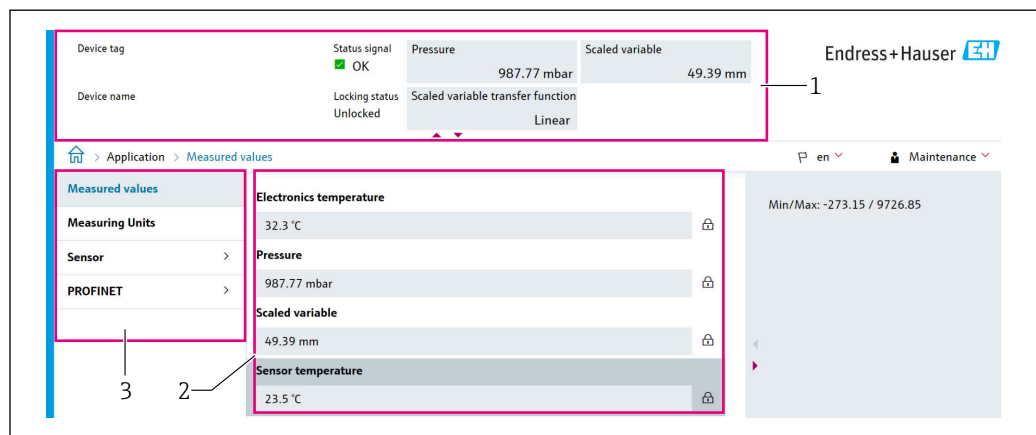 Device tag
Status signal
Pressure
Scaled variable
OK
987.77 mbar
49.39 mm
Endress+Hauser EH
1
Device name
Locking status
Scaled variable transfer function
Unlocked
Linear
> Application > Measured values
en
Maintenance
Measured values
Measuring Units
Sensor >
PROFINET >
Electronics temperature
32.3 °C
Pressure
987.77 mbar
Scaled variable
49.39 mm
Sensor temperature
23.5 °C
Min/Max: -273.15 / 9726.85
3
2